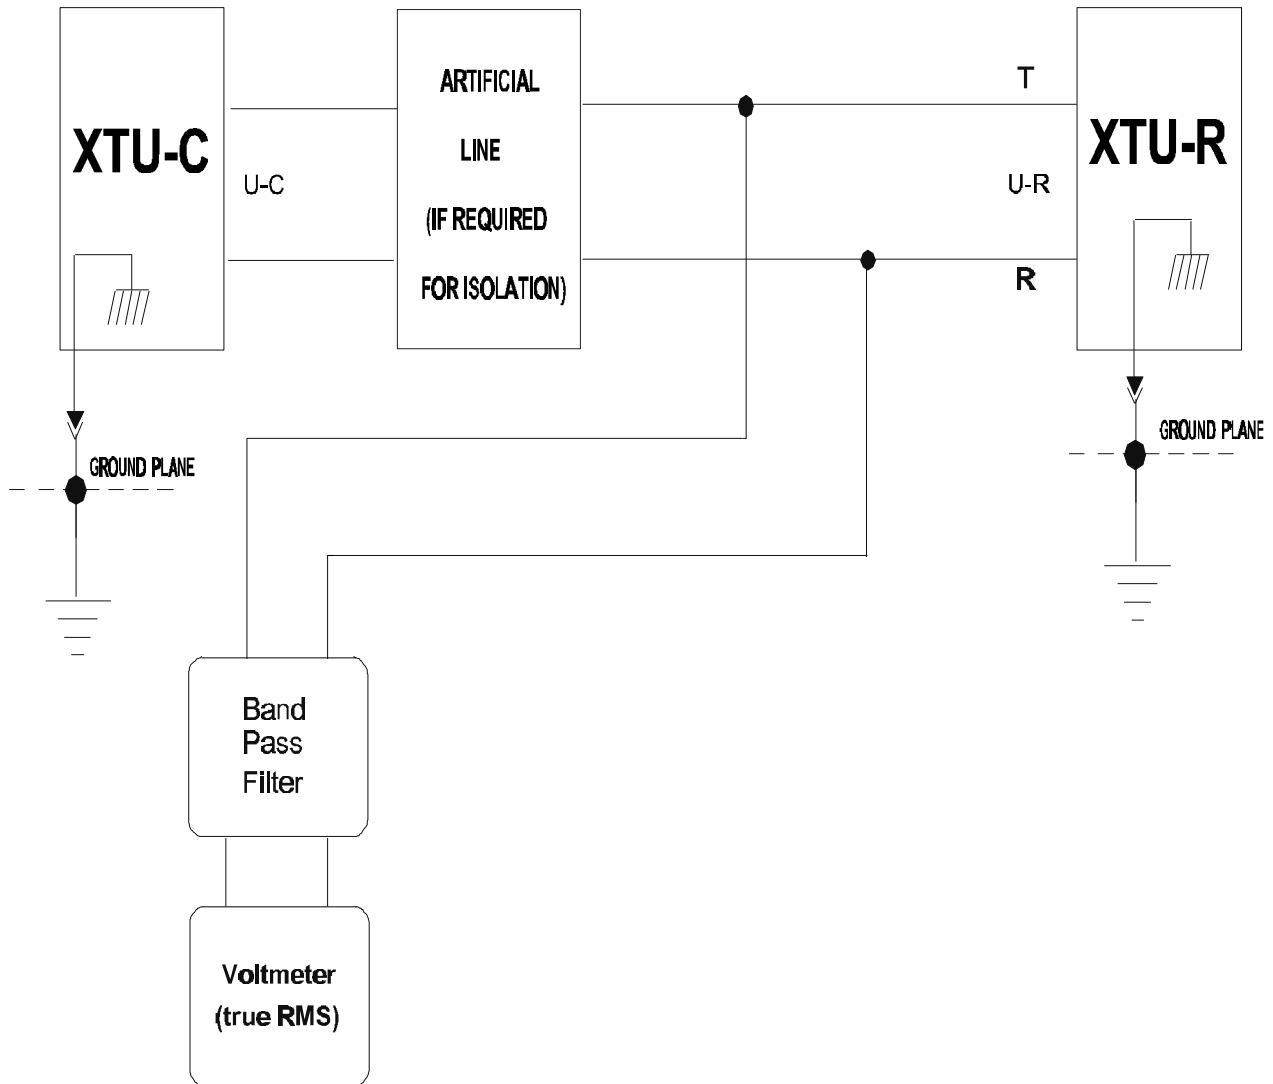 XTU-C
U-C
ARTIFICIAL
LINE
(IF REQUIRED
FOR ISOLATION)
T
U-R
R
XTU-R
GROUND PLANE
GROUND PLANE
Band
Pass
Filter
Voltmeter
(true RMS)